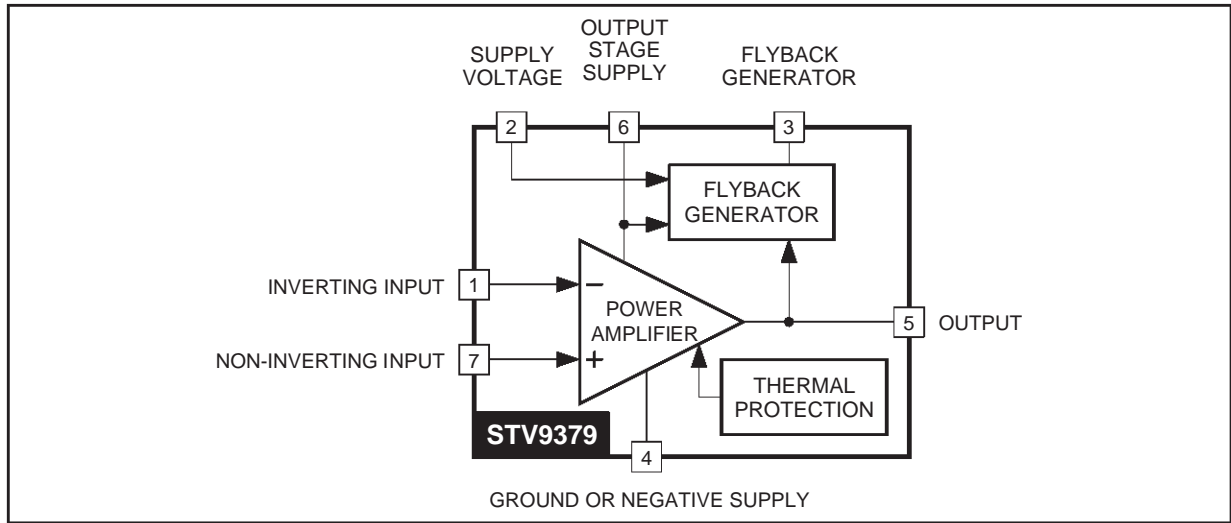 SUPPLY
VOLTAGE
OUTPUT
STAGE
SUPPLY
FLYBACK
GENERATOR
2
6
3
FLYBACK
GENERATOR
INVERTING INPUT
1
−
POWER
AMPLIFIER
5
OUTPUT
NON-INVERTING INPUT
7
+
THERMAL
PROTECTION
STV9379
4
GROUND OR NEGATIVE SUPPLY